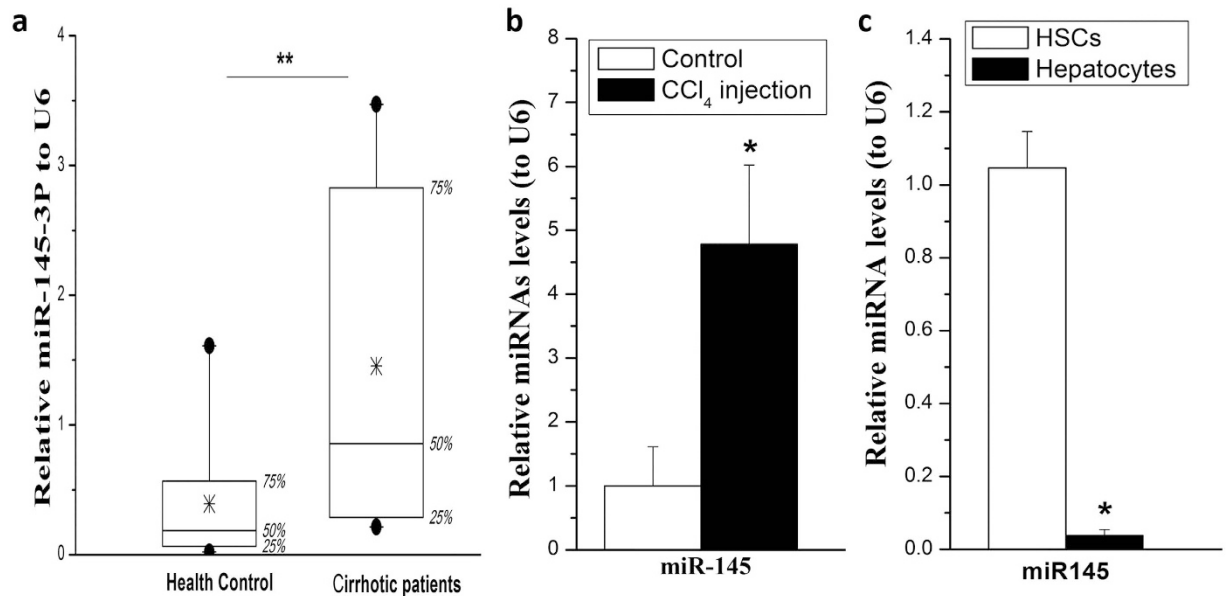 a
Relative miR-145-3P to U6
4
3
2
1
0
**
75%
50%
25%
75%
50%
25%
Health Control
Cirrhotic patients
b
Relative miRNAs levels (to U6)
8
7
6
5
4
3
2
1
0
Control
CCl₄ injection
*
miR-145
c
Relative miRNA levels (to U6)
1.4
1.2
1.0
0.8
0.6
0.4
0.2
0.0
HSCs
Hepatocytes
*
miR145